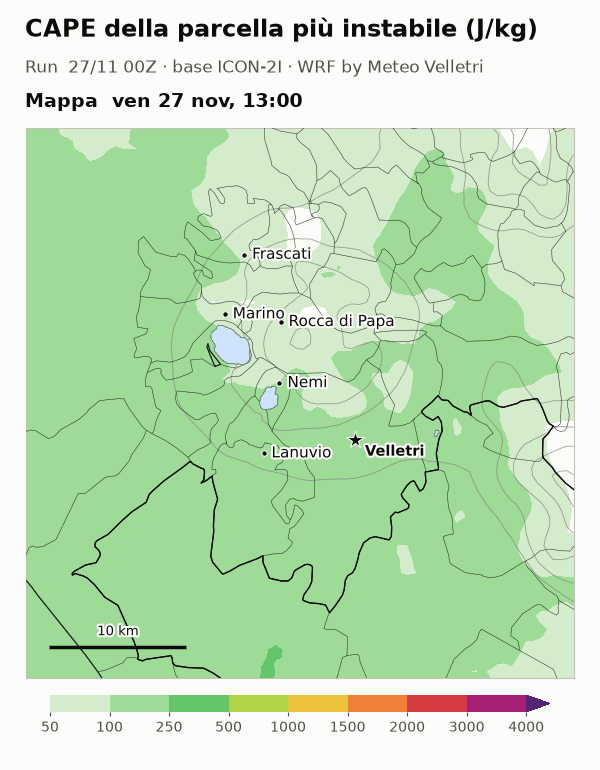 CAPE della parcella più instabile (J/kg)
Run  27/11 00Z · base ICON-2I · WRF by Meteo Velletri
Mappa  ven 27 nov, 13:00
Frascati
Marino
Rocca di Papa
Nemi
Velletri
Lanuvio
10 km
50 100 250 500 1000 1500 2000 3000 4000